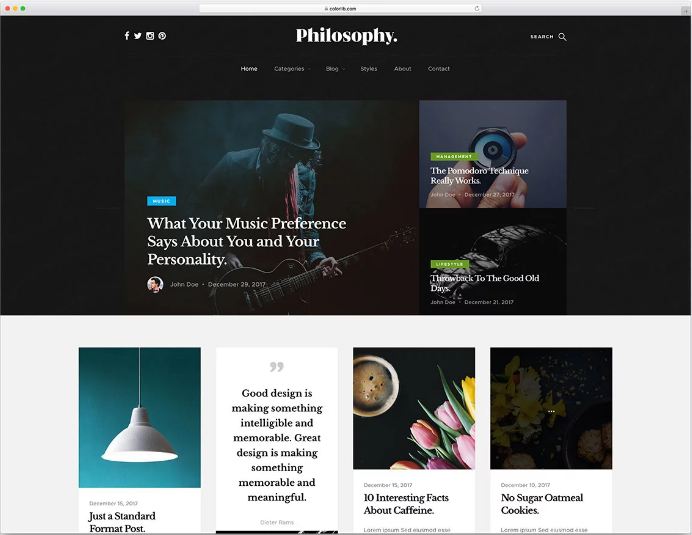 colorlib.com
Philosophy.
SEARCH
Home Categories Blog Styles About Contact
MUSIC
What Your Music Preference
Says About You and Your
Personality.
John Doe • December 29, 2017
MANAGEMENT
The Pomodoro Technique
Really Works.
John Doe • December 27, 2017
LIFESTYLE
Throwback To The Good Old
Days.
John Doe • December 21, 2017
December 16, 2017
Just a Standard
Format Post.
”
Good design is
making something
intelligible and
memorable. Great
design is making
something
memorable and
meaningful.
Dieter Rams
December 15, 2017
10 Interesting Facts
About Caffeine.
Lorem ipsum Sed eiusmod esse
...
December 10, 2017
No Sugar Oatmeal
Cookies.
Lorem ipsum Sed eiusmod esse